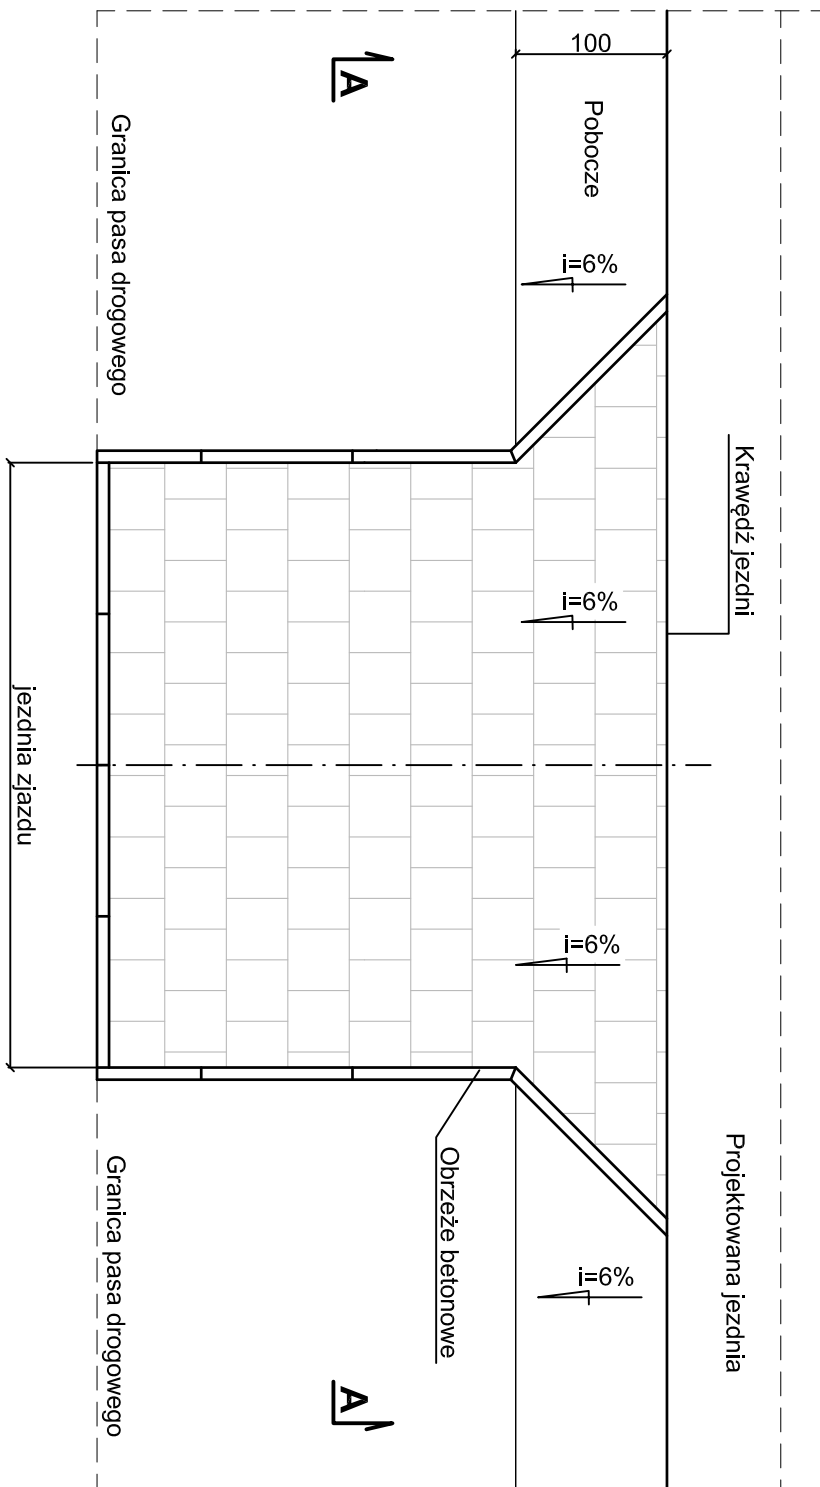 100
A
Pobocze
Granica pasa drogowego
i=6%
Krawędź jezdni
i=6%
jezdnia zjazdu
i=6%
Projektowana jezdnia
Obrzeże betonowe
Granica pasa drogowego
i=6%
A